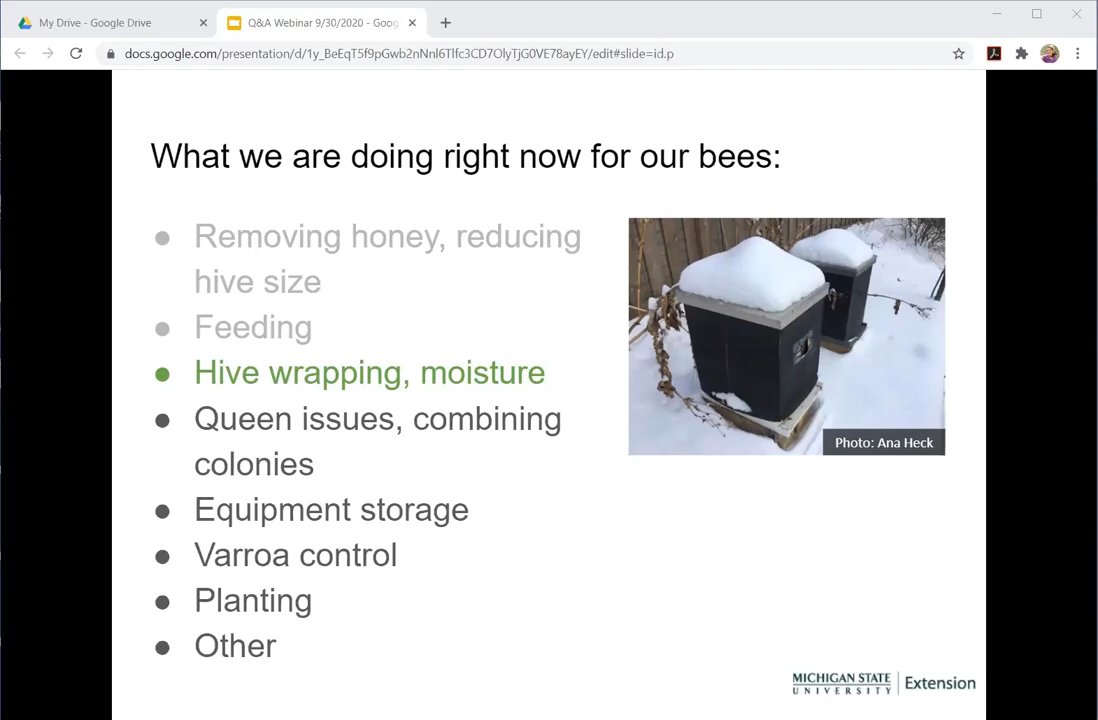 My Drive - Google Drive
Q&A Webinar 9/30/2020 - Goog
docs.google.com/presentation/d/1y_BeEqT5f9pGwb2nNnl6Tlfc3CD7OlyTjG0VE78ayEY/edit#slide=id.p
What we are doing right now for our bees:
● Removing honey, reducing
hive size
● Feeding
● Hive wrapping, moisture
● Queen issues, combining
colonies
● Equipment storage
● Varroa control
● Planting
● Other
Photo: Ana Heck
MICHIGAN STATE
UNIVERSITY
Extension